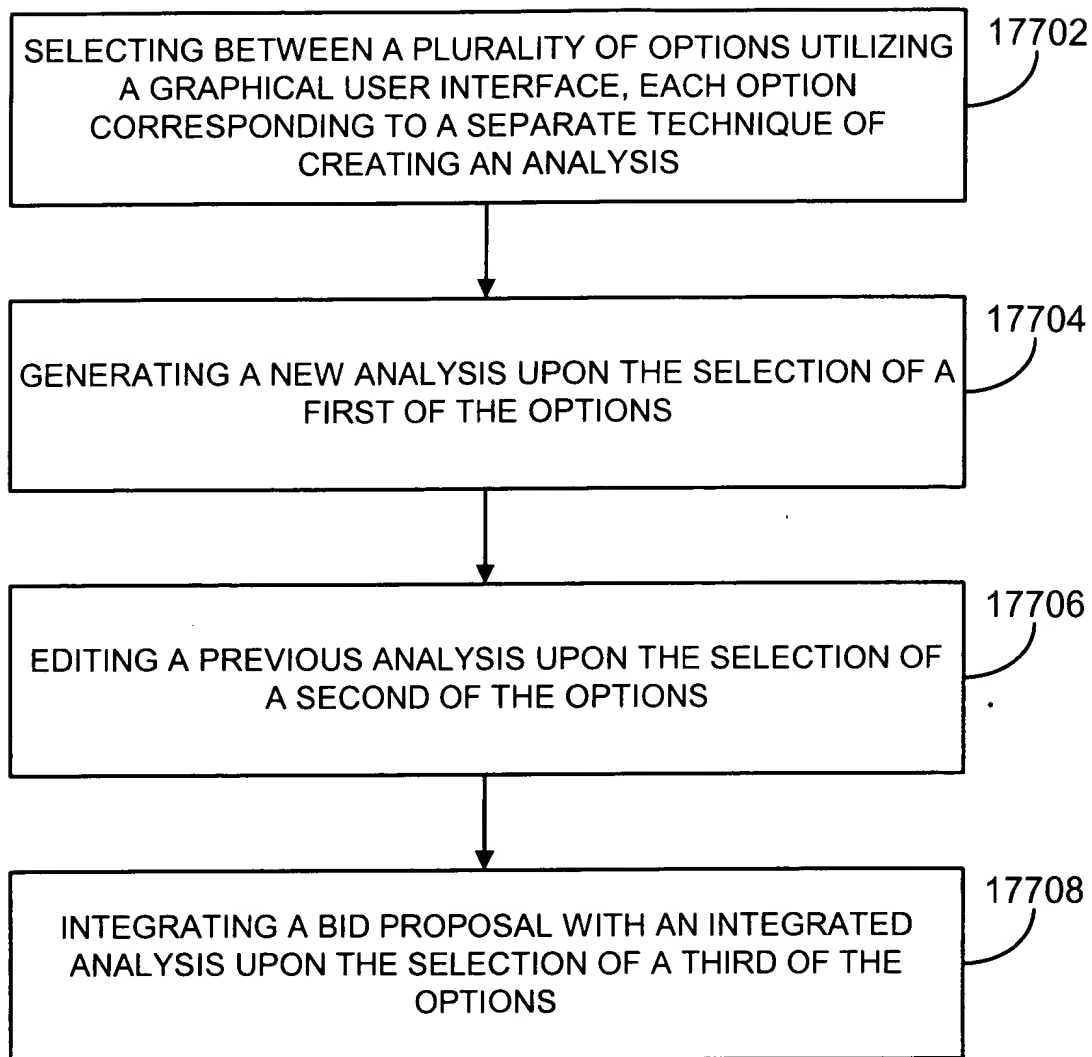 SELECTING BETWEEN A PLURALITY OF OPTIONS UTILIZING
A GRAPHICAL USER INTERFACE, EACH OPTION
CORRESPONDING TO A SEPARATE TECHNIQUE OF
CREATING AN ANALYSIS
17702
GENERATING A NEW ANALYSIS UPON THE SELECTION OF A
FIRST OF THE OPTIONS
17704
EDITING A PREVIOUS ANALYSIS UPON THE SELECTION OF
A SECOND OF THE OPTIONS
17706
INTEGRATING A BID PROPOSAL WITH AN INTEGRATED
ANALYSIS UPON THE SELECTION OF A THIRD OF THE
OPTIONS
17708